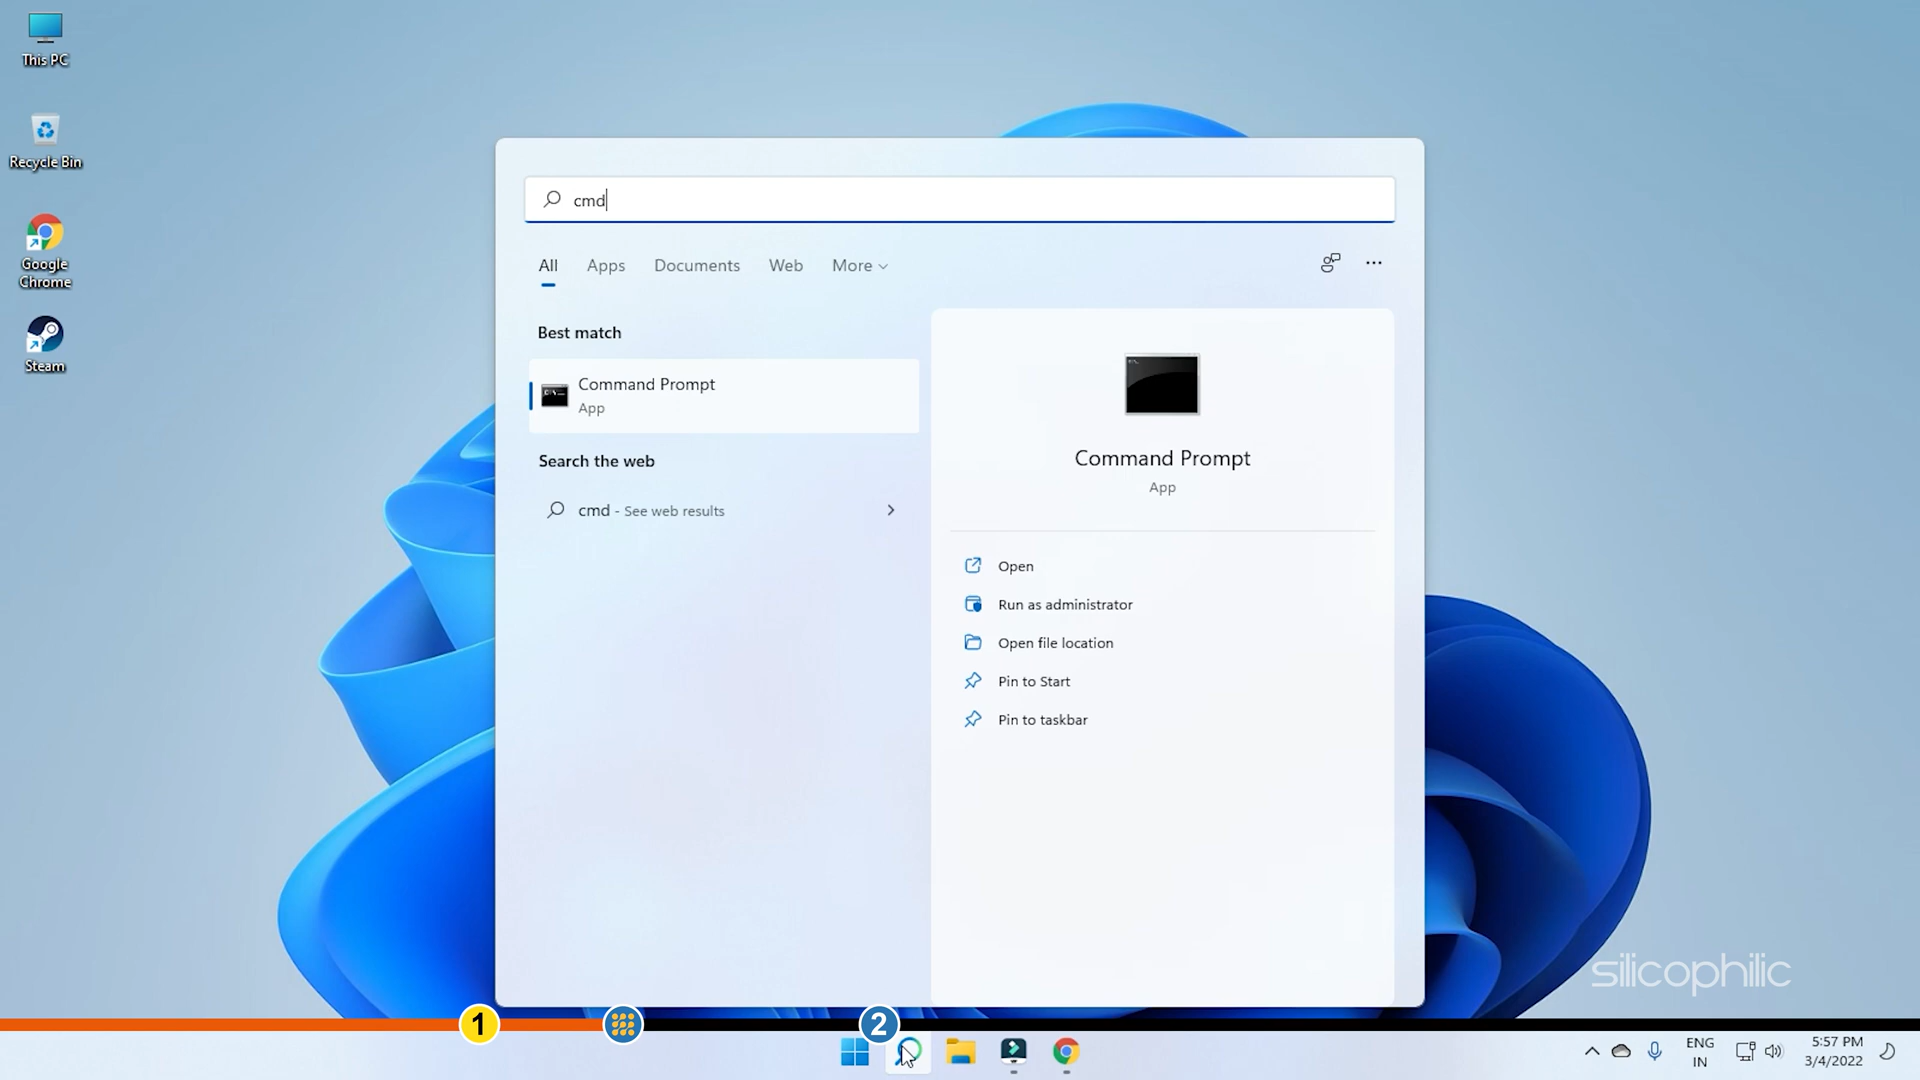 This PC
Recycle Bin
Google
Chrome
Steam
cmd
All
Apps
Documents
Web
More
Best match
Command Prompt
App
Search the web
cmd - See web results
Command Prompt
App
Open
Run as administrator
Open file location
Pin to Start
Pin to taskbar
silicophilic
1
2
ENG
IN
5:57 PM
3/4/2022